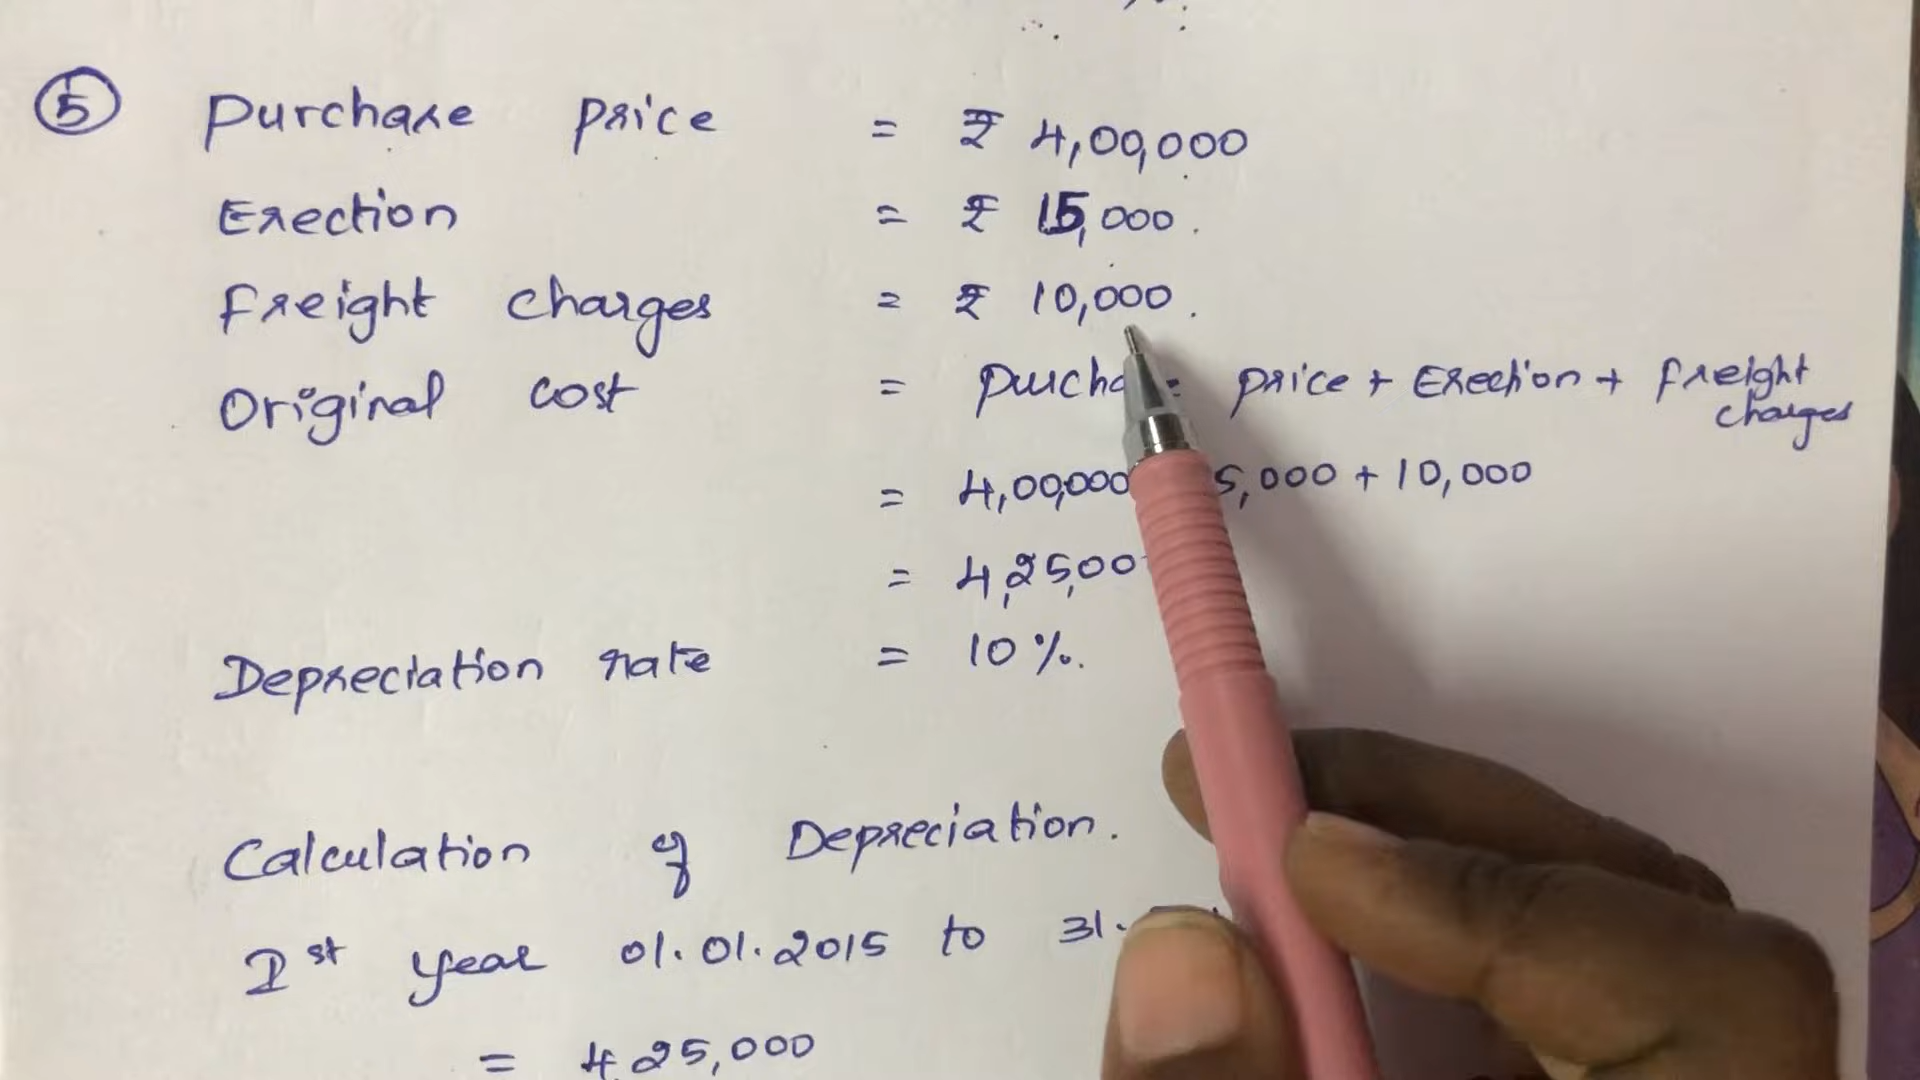 5 Purchase price = ₹ 4,00,000
Erection = ₹ 15,000.
Freight charges = ₹ 10,000.
Original cost = price + Erection + Freight charges
= 4,00,000 5,000 + 10,000
= 4,25,00
Depreciation rate = 10%.
Calculation of Depreciation.
Ist year 01.01.2015 to 31.
= 4,25,000